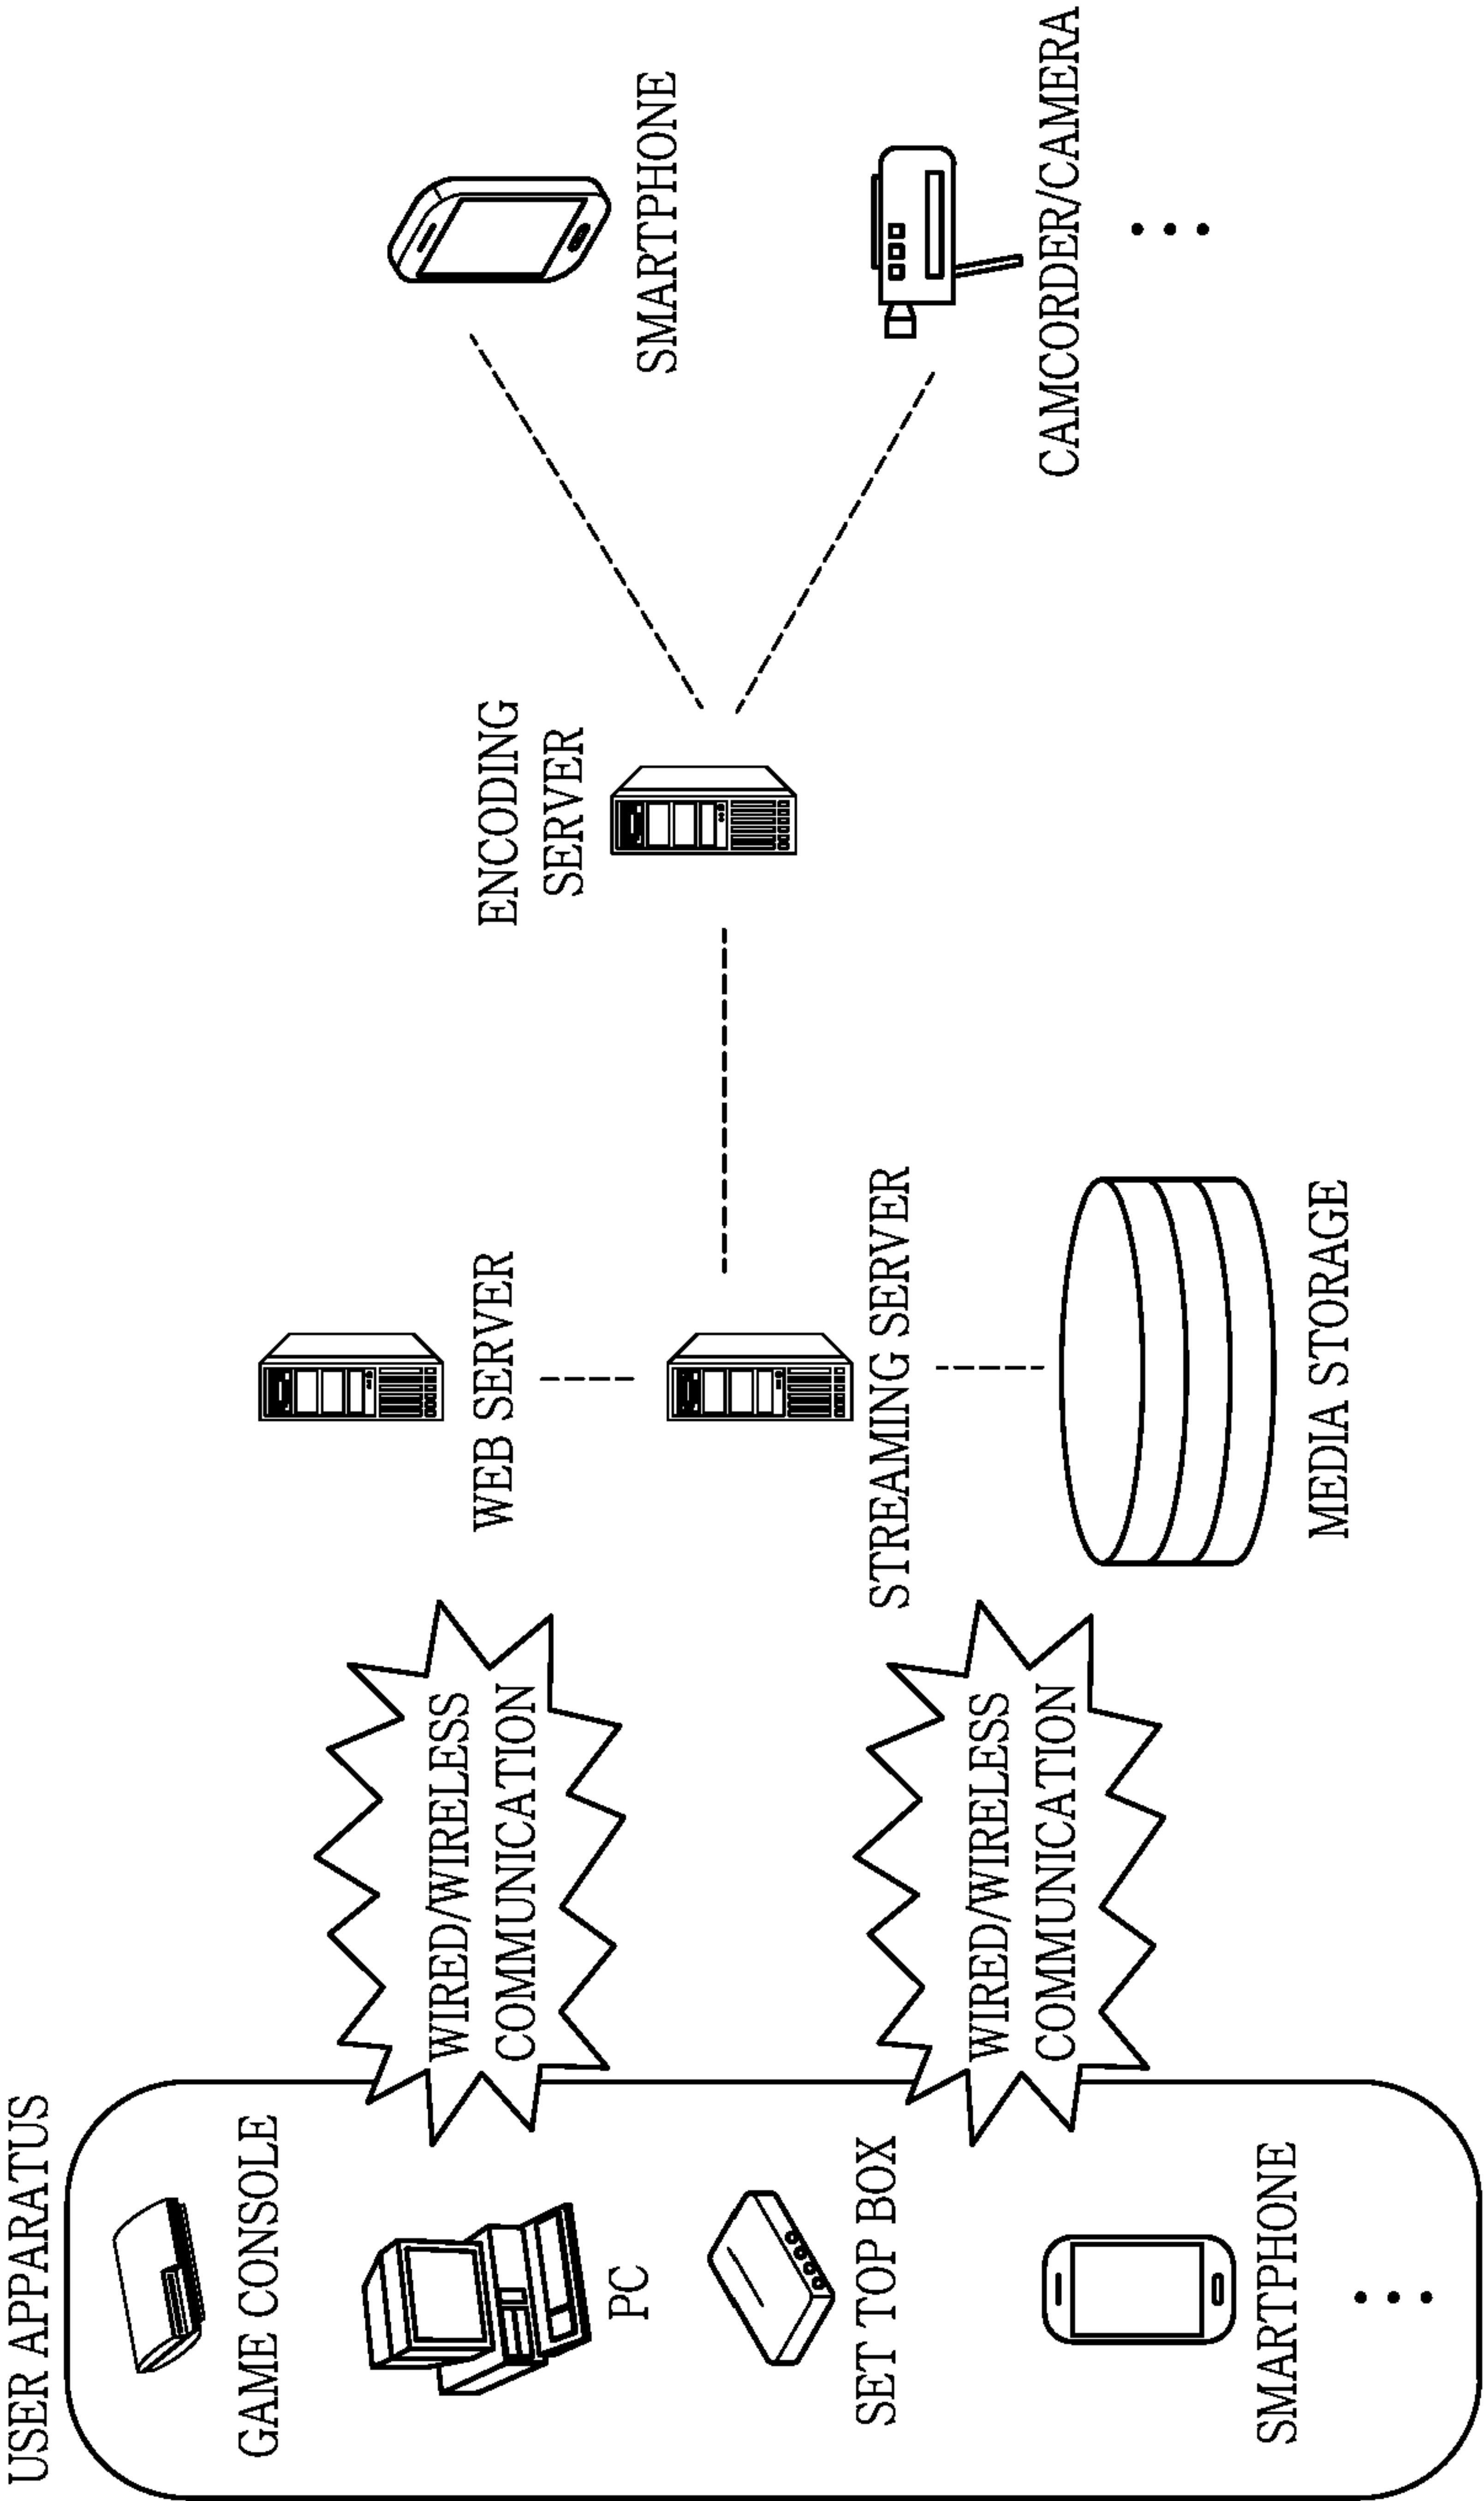 USER APPARATUS
GAME CONSOLE
PC
SET TOP BOX
SMARTPHONE
WIRED/WIRELESS
COMMUNICATION
WIRED/WIRELESS
COMMUNICATION
WEB SERVER
STREAMING SERVER
MEDIA STORAGE
ENCODING
SERVER
SMARTPHONE
CAMCORDER/CAMERA